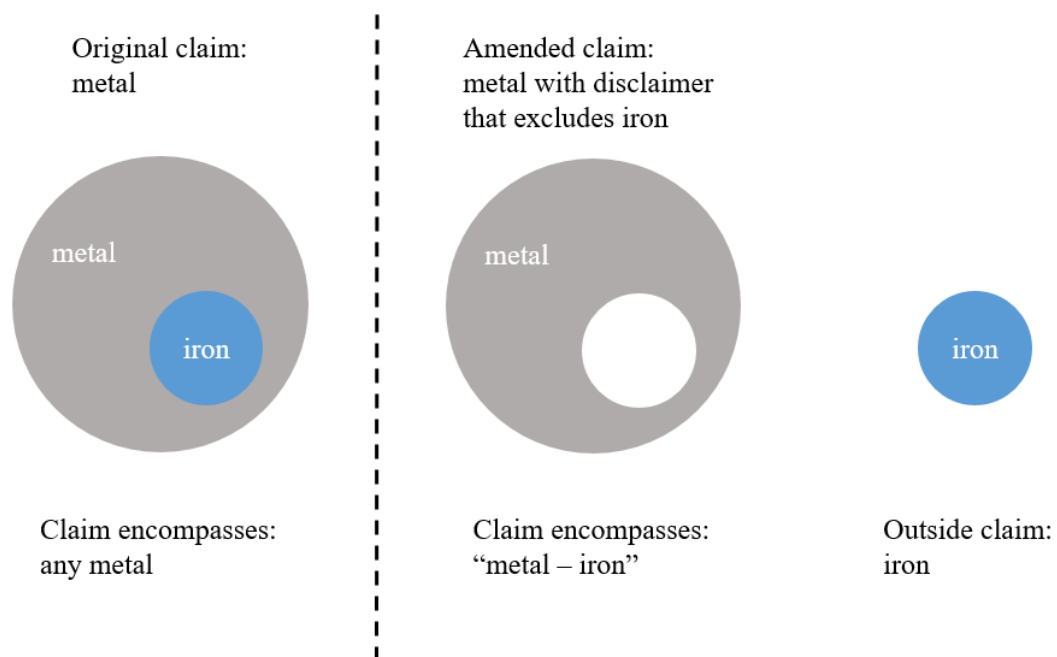 Original claim:
metal
metal
iron
Claim encompasses:
any metal
Amended claim:
metal with disclaimer
that excludes iron
metal
Claim encompasses:
“metal – iron”
iron
Outside claim:
iron